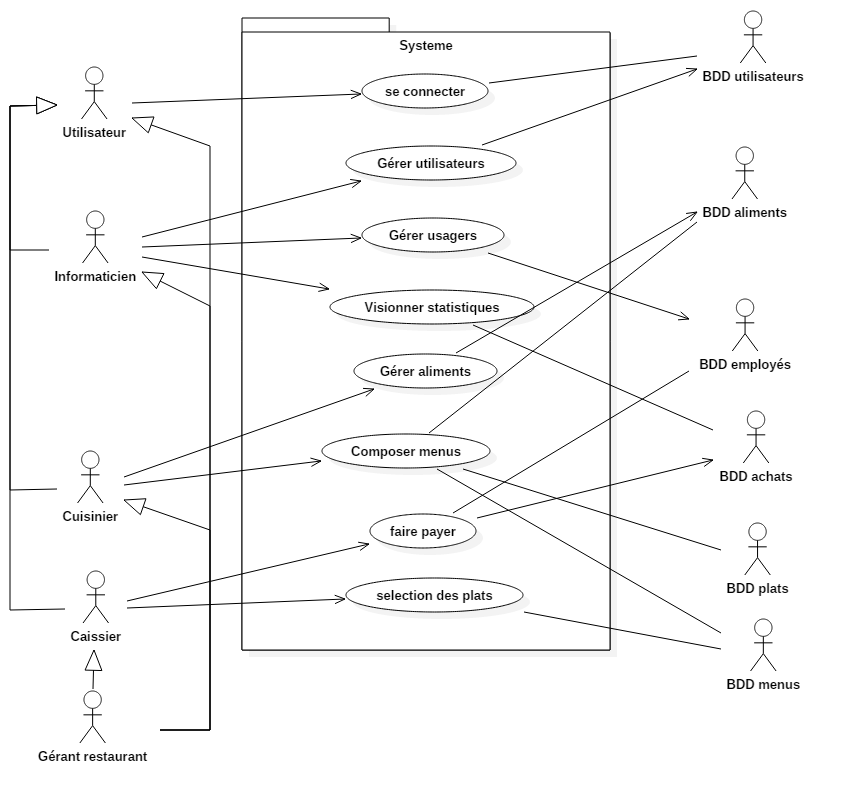 Systeme
BDD utilisateurs
se connecter
Utilisateur
Gérer utilisateurs
BDD aliments
Gérer usagers
Informaticien
Visionner statistiques
BDD employés
Gérer aliments
Composer menus
BDD achats
Cuisinier
faire payer
BDD plats
selection des plats
Caissier
BDD menus
Gérant restaurant